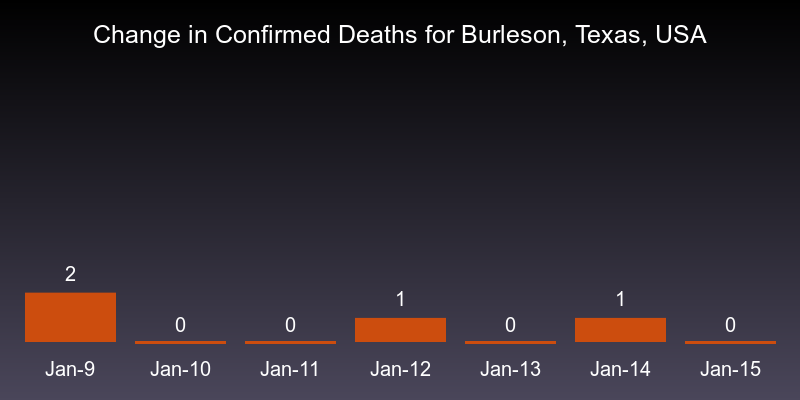 Change in Confirmed Deaths for Burleson, Texas, USA
2
0
0
1
0
1
0
Jan-9
Jan-10
Jan-11
Jan-12
Jan-13
Jan-14
Jan-15